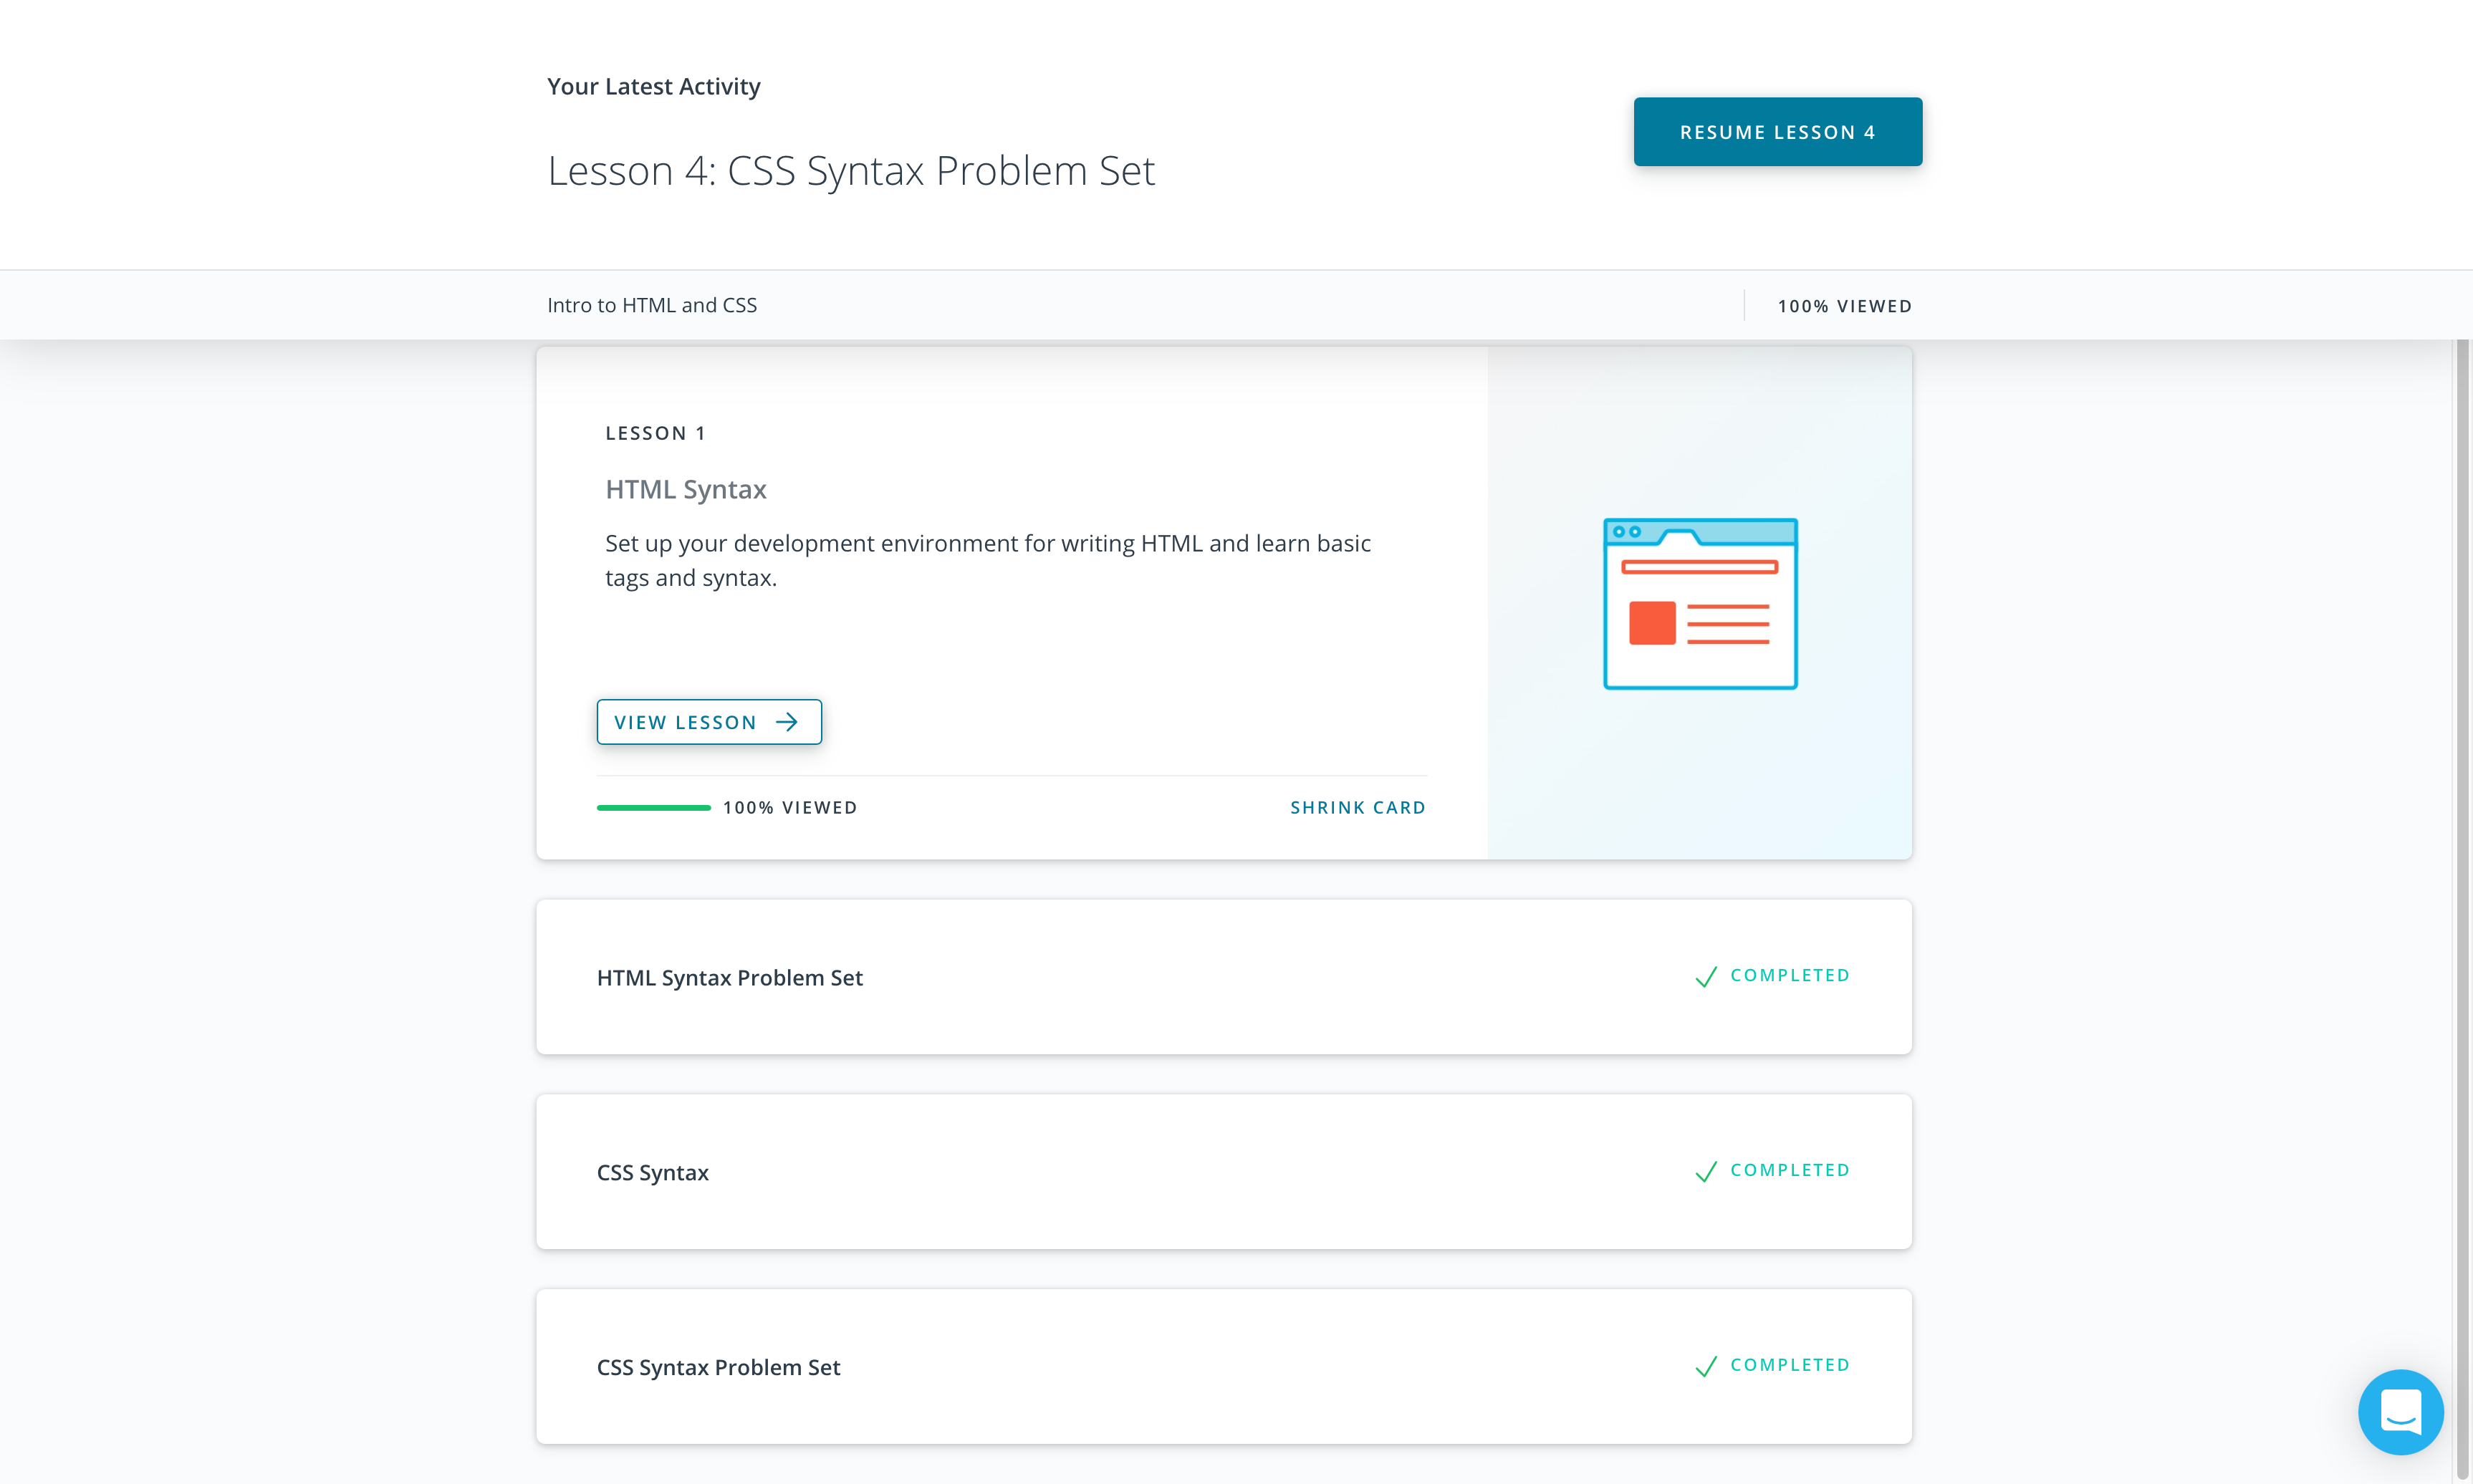 Your Latest Activity
RESUME LESSON 4
Lesson 4: CSS Syntax Problem Set
Intro to HTML and CSS
100% VIEWED
LESSON 1
HTML Syntax
Set up your development environment for writing HTML and learn basic
tags and syntax.
VIEW LESSON
100% VIEWED
SHRINK CARD
HTML Syntax Problem Set
COMPLETED
CSS Syntax
COMPLETED
CSS Syntax Problem Set
COMPLETED